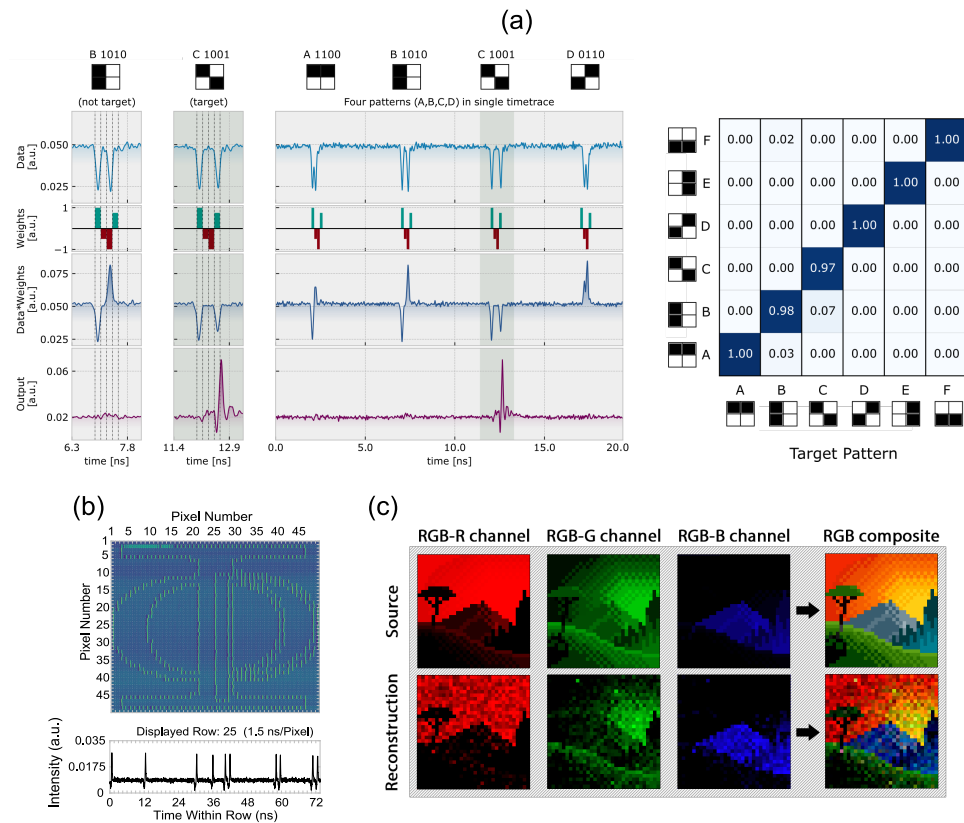 (a)
B 1010
C 1001
A 1100
B 1010
C 1001
D 0110
(not target)
(target)
Four patterns (A,B,C,D) in single timetrace
Data
[a.u.]
0.050
0.025
Weights
[a.u.]
1
−1
Data*Weights
[a.u.]
0.075
0.050
0.025
Output
[a.u.]
0.06
0.02
6.3 7.8
time [ns]
11.4 12.9
time [ns]
0.0 5.0 10.0 15.0 20.0
time [ns]
F 0.00 0.02 0.00 0.00 0.00 1.00
E 0.00 0.00 0.00 0.00 1.00 0.00
D 0.00 0.00 0.00 1.00 0.00 0.00
C 0.00 0.00 0.97 0.00 0.00 0.00
B 0.00 0.98 0.07 0.00 0.00 0.00
A 1.00 0.03 0.00 0.00 0.00 0.00
A B C D E F
Target Pattern
(b)
Pixel Number
1 5 10 15 20 25 30 35 40 45
Pixel Number
1
5
10
15
20
25
30
35
40
45
Displayed Row: 25 (1.5 ns/Pixel)
Intensity (a.u.)
0.035
0.0175
0
0 12 24 36 48 60 72
Time Within Row (ns)
(c)
RGB-R channel
RGB-G channel
RGB-B channel
RGB composite
Source
Reconstruction